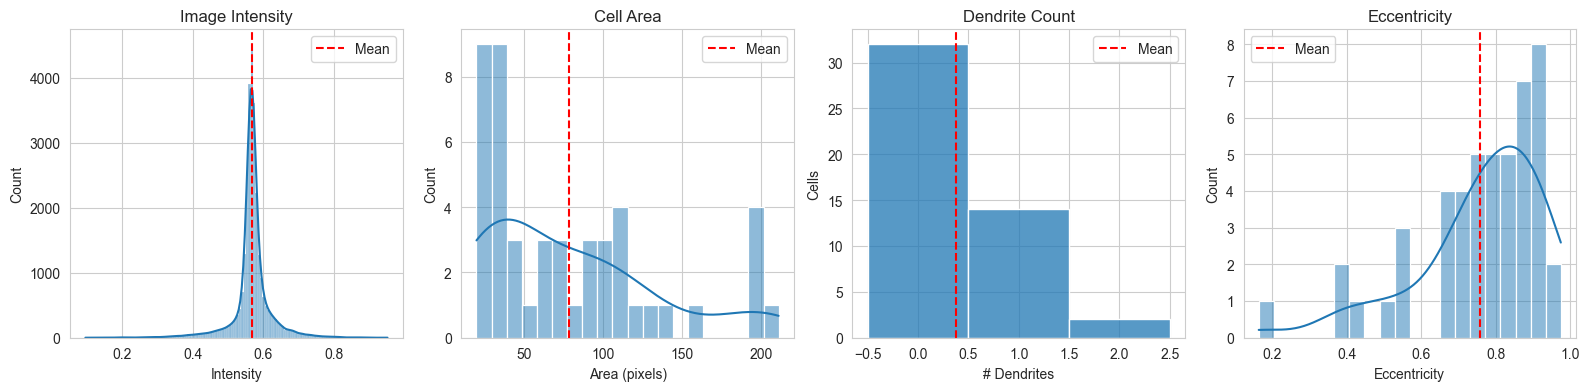 Image Intensity
Mean
Count
4000
3000
2000
1000
0
0.2 0.4 0.6 0.8
Intensity
Cell Area
Mean
Count
8
6
4
2
0
50 100 150 200
Area (pixels)
Dendrite Count
Mean
Cells
30
25
20
15
10
5
0
−0.5 0.0 0.5 1.0 1.5 2.0 2.5
# Dendrites
Eccentricity
Mean
Count
8
7
6
5
4
3
2
1
0
0.2 0.4 0.6 0.8 1.0
Eccentricity